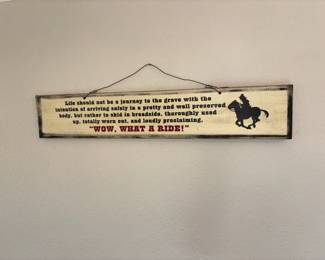 Life should not be a journey to the grave with the
intention of arriving safely in a pretty and well preserved
body, but rather to skid in broadside, thoroughly used
up, totally worn out, and loudly proclaiming,
"WOW, WHAT A RIDE!"